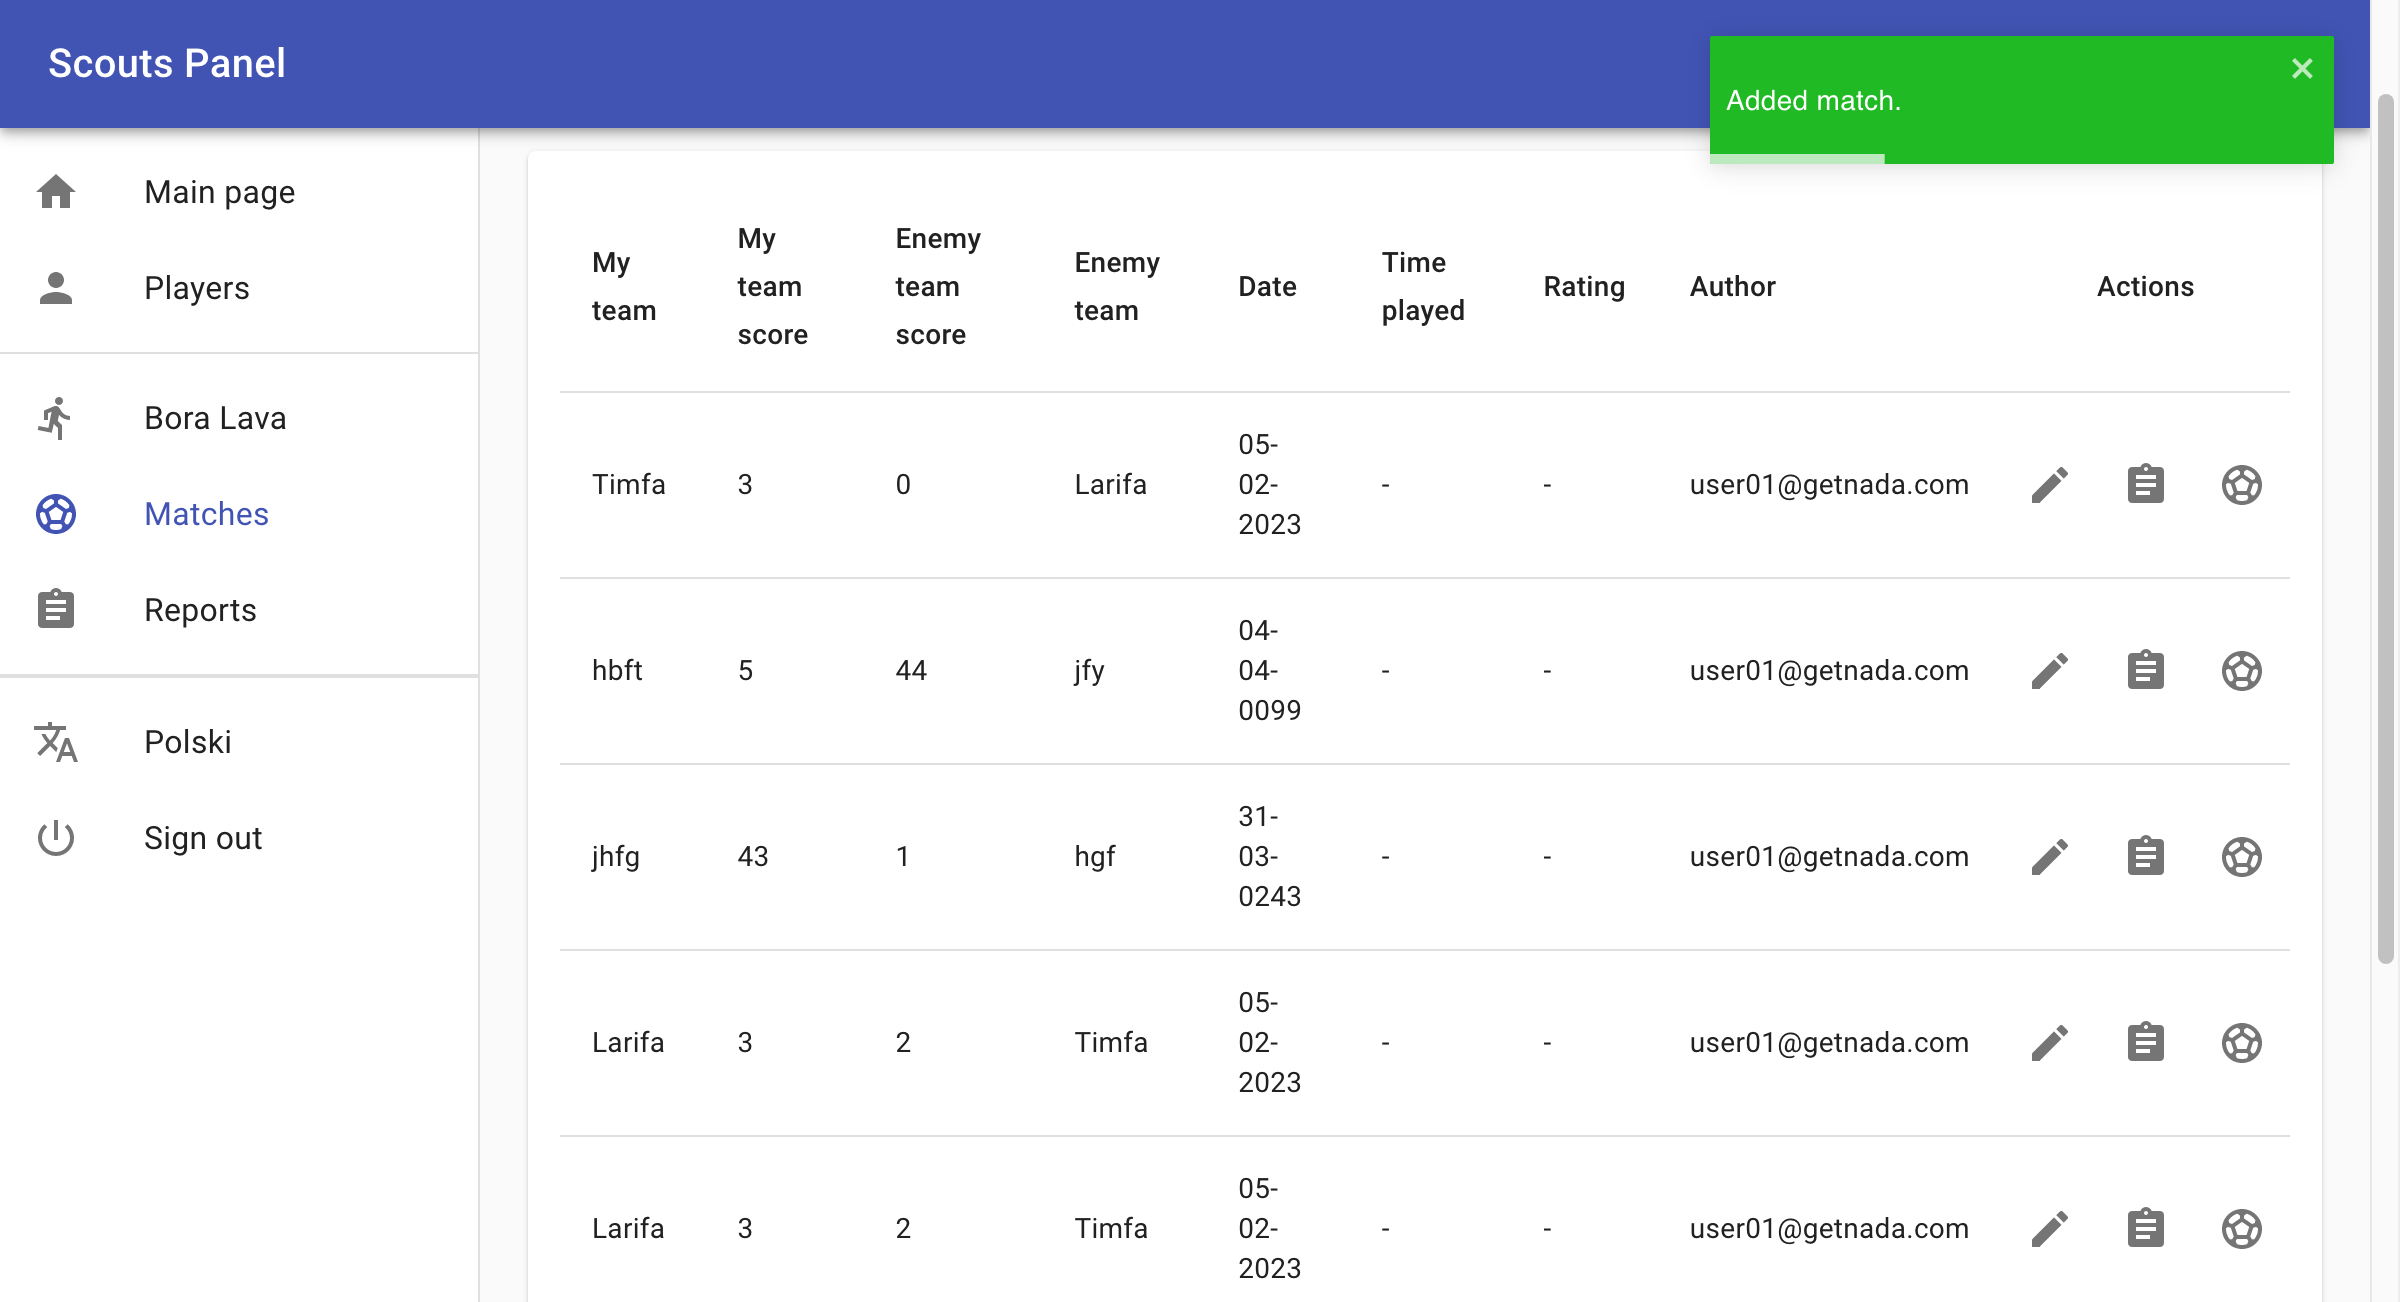 Scouts Panel
Added match.
Main page
Players
Bora Lava
Matches
Reports
Polski
Sign out
My team
My team score
Enemy team score
Enemy team
Date
Time played
Rating
Author
Actions
Timfa 3 0 Larifa 05-02-2023 - - user01@getnada.com
hbft 5 44 jfy 04-04-0099 - - user01@getnada.com
jhfg 43 1 hgf 31-03-0243 - - user01@getnada.com
Larifa 3 2 Timfa 05-02-2023 - - user01@getnada.com
Larifa 3 2 Timfa 05-02-2023 - - user01@getnada.com